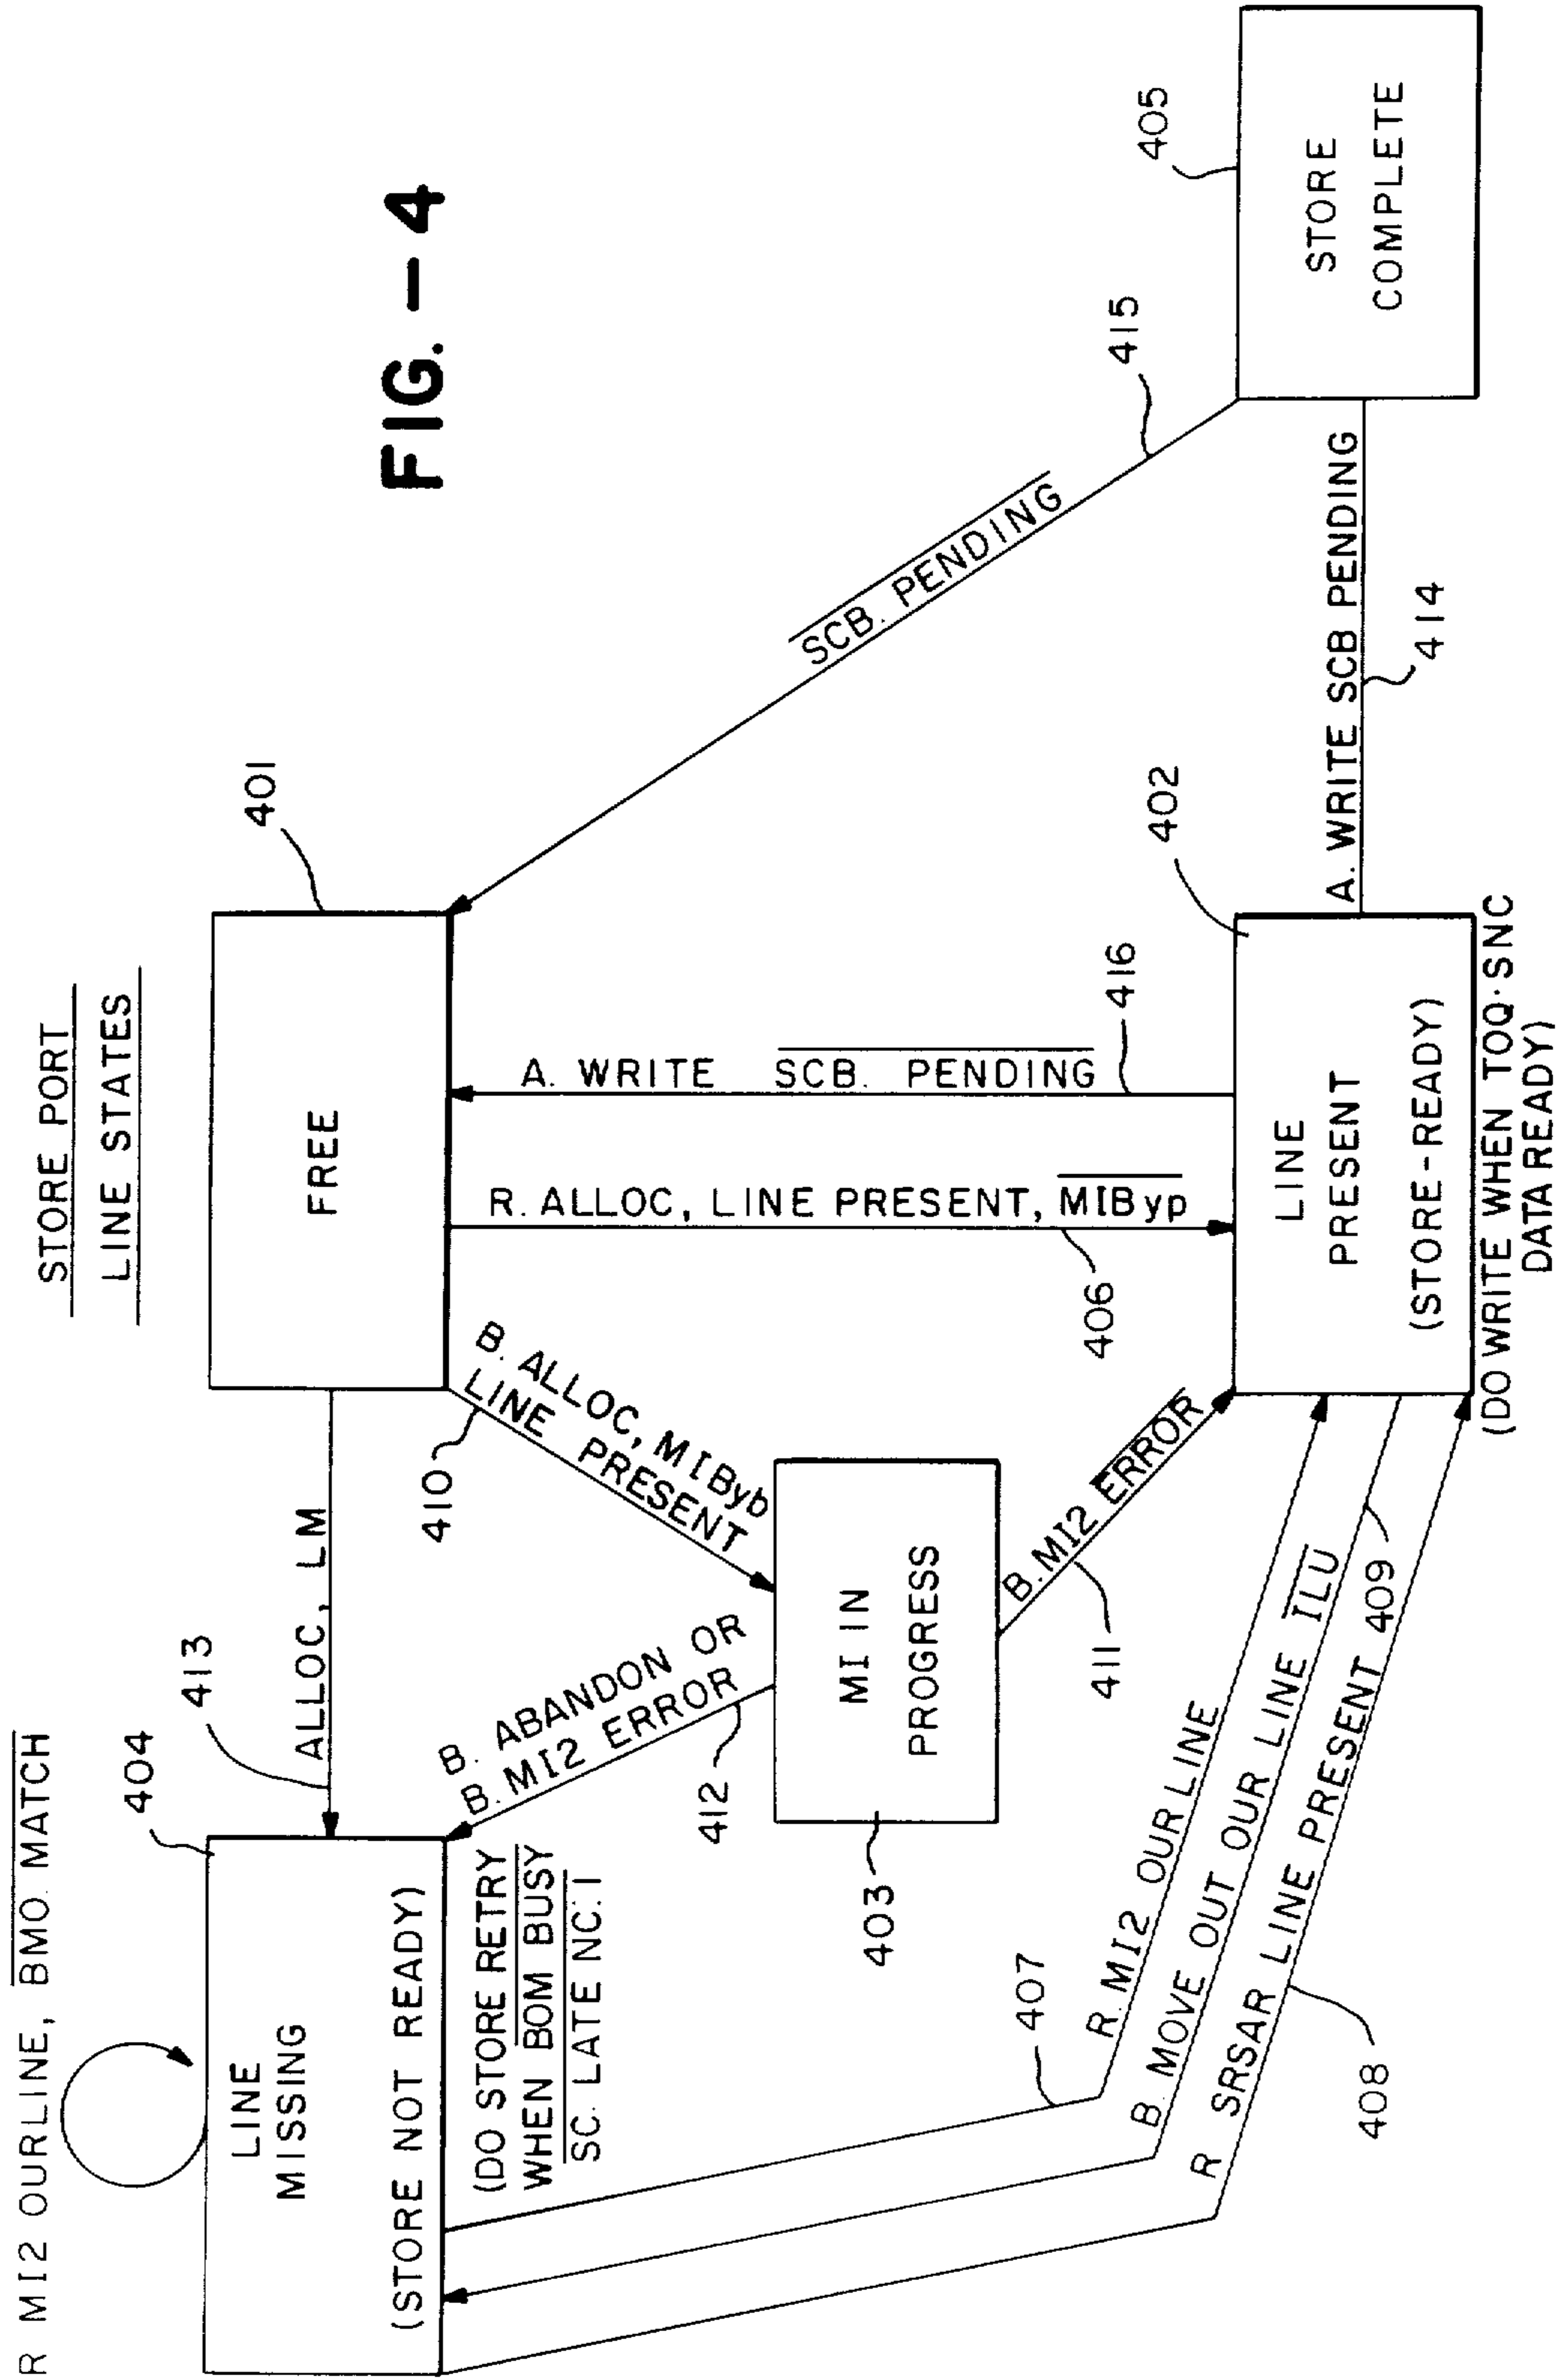 R MI2 OURLINE, BMO. MATCH
STORE PORT
LINE STATES
FIG. - 4
404
LINE
MISSING
(STORE NOT READY)
(DO STORE RETRY
WHEN BOM BUSY
SC. LATE NC.1
413
ALLOC, LM
FREE
401
B. ABANDON OR
B. MI2 ERROR
412
410
B. ALLOC, MIByb
LINE PRESENT
MI IN
PROGRESS
403
B. MI2 ERROR
411
R. ALLOC, LINE PRESENT, MIByp
406
A. WRITE SCB. PENDING
416
SCB. PENDING
415
407
R. MI2 OUR LINE
B. MOVE OUT OUR LINE ILU
409
R SRSAR LINE PRESENT
408
402
LINE
PRESENT
(STORE-READY)
(DO WRITE WHEN TOQ·SNC
DATA READY)
A. WRITE SCB PENDING
414
405
STORE
COMPLETE